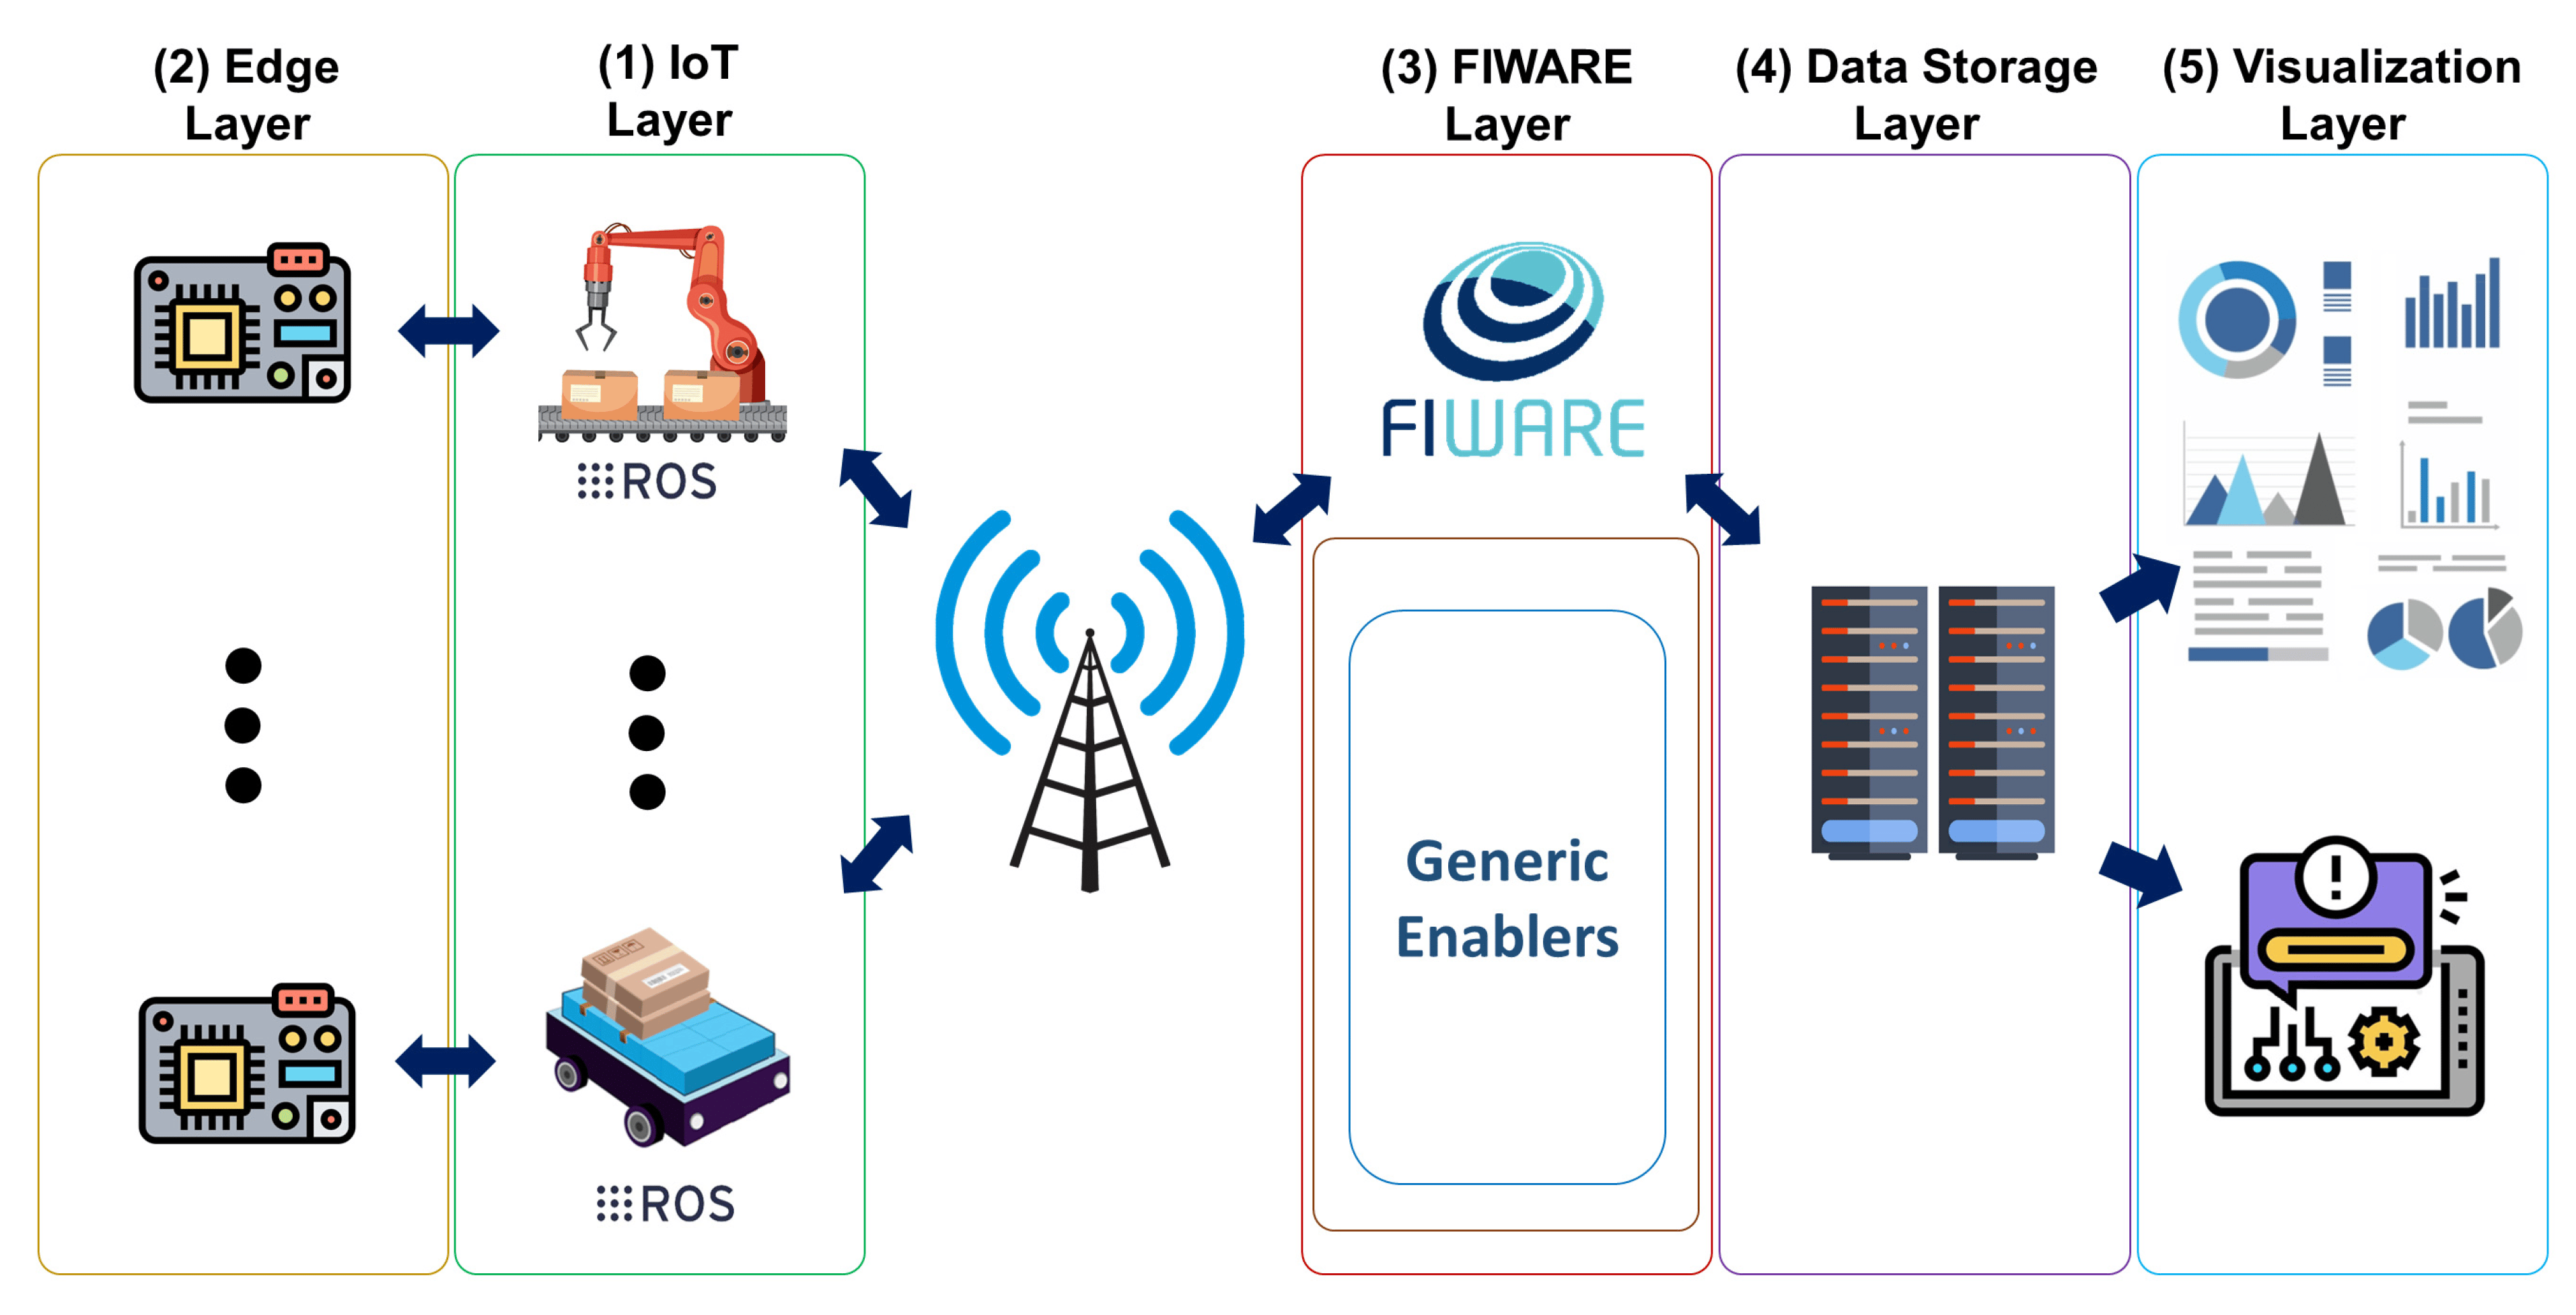 (2) Edge
Layer
(1) IoT
Layer
(3) FIWARE
Layer
(4) Data Storage
Layer
(5) Visualization
Layer
FIWARE
ROS
Generic
Enablers
ROS